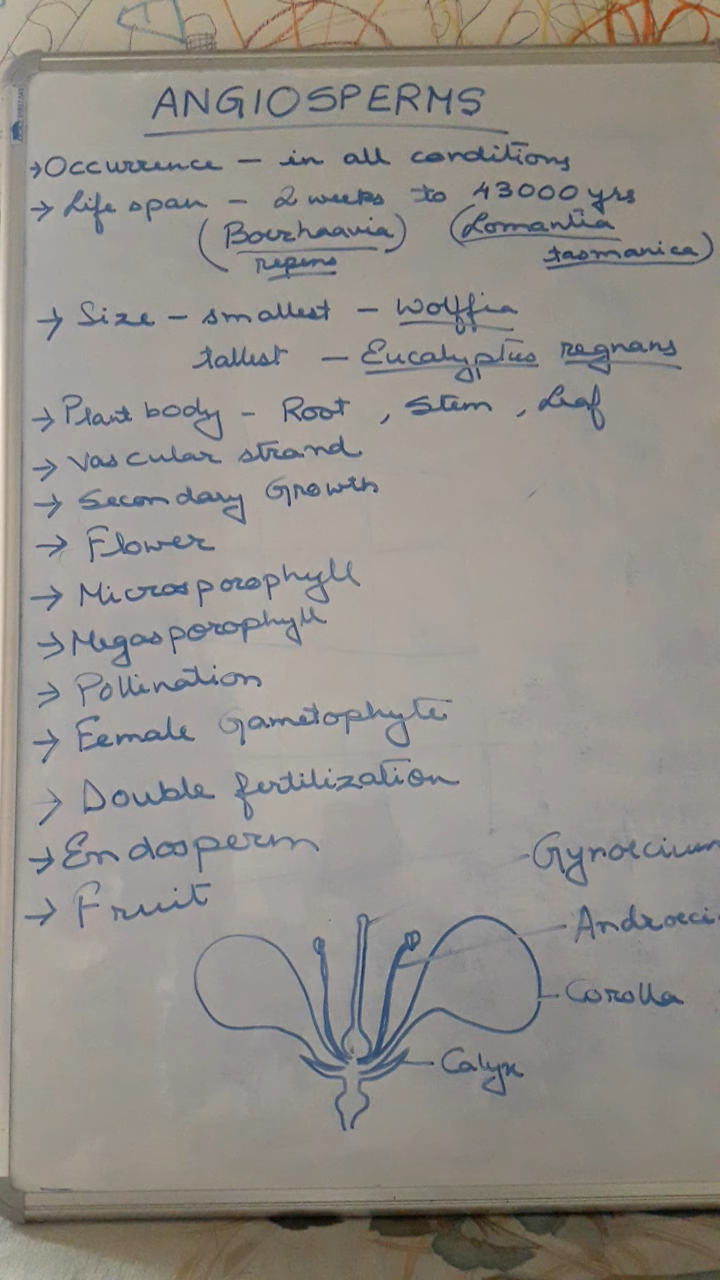 ANGIOSPERMS
→ Occurrence – in all conditions
→ Life span – 2 weeks to 43000 yrs
(Boerhaavia (Lomantia
repens) tasmanica)
→ Size – smallest – Wolffia
tallest – Eucalyptus regnans
→ Plant body – Root, Stem, Leaf
→ Vascular strand
→ Secondary Growth
→ Flower
→ Microsporophyll
→ Megasporophyll
→ Pollination
→ Female Gametophyte
→ Double fertilization
→ Endosperm
→ Fruit
Gynoecium
Androeci
Corolla
Calyx